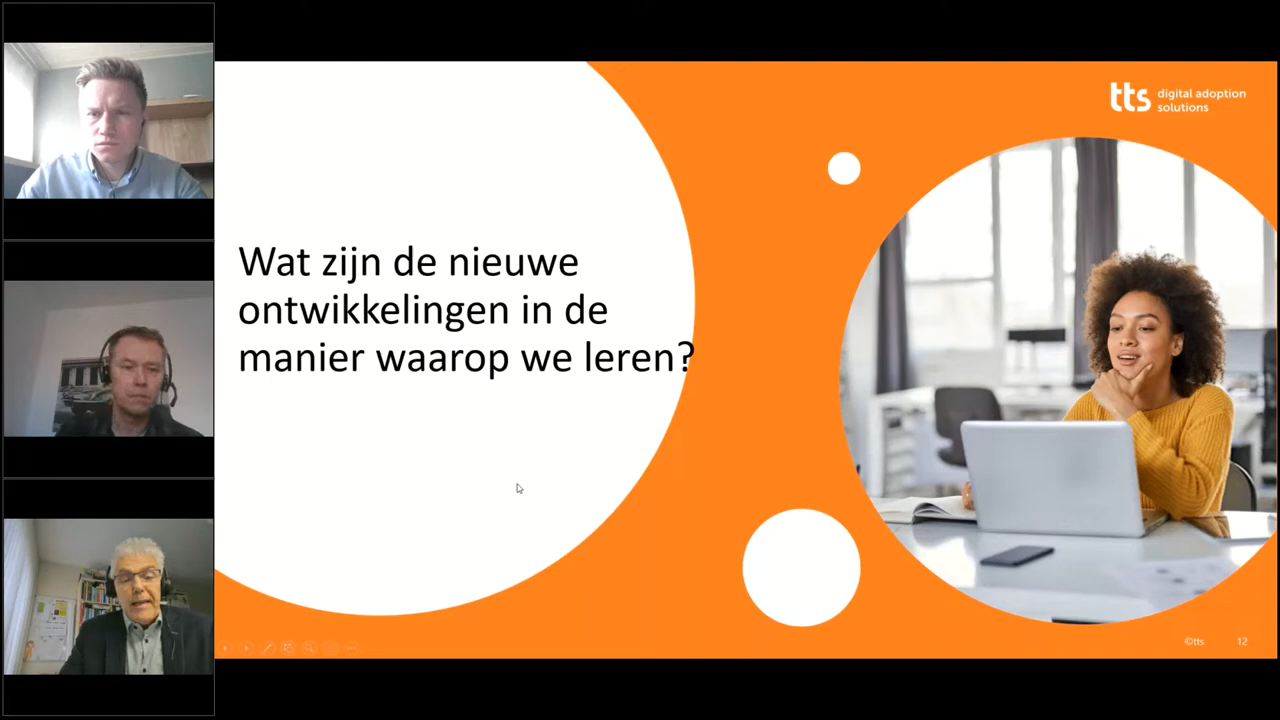 tts digital adoption
solutions
Wat zijn de nieuwe
ontwikkelingen in de
manier waarop we leren?
©tts 12